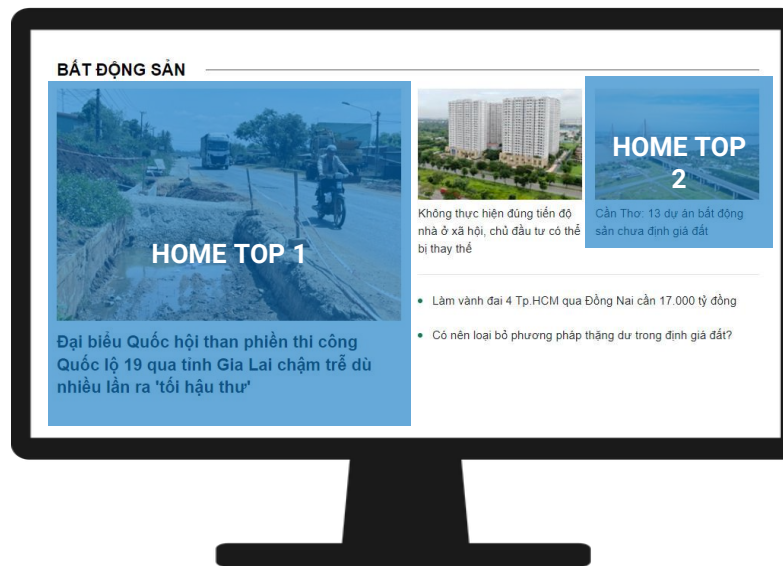 BẤT ĐỘNG SẢN
HOME TOP 1
Đại biểu Quốc hội than phiền thi công
Quốc lộ 19 qua tỉnh Gia Lai chậm trễ dù
nhiều lần ra 'tối hậu thư'
Không thực hiện đúng tiến độ
nhà ở xã hội, chủ đầu tư có thể
bị thay thế
HOME TOP
2
Cần Thơ: 13 dự án bất động
sản chưa định giá đất
Làm vành đai 4 Tp.HCM qua Đồng Nai cần 17.000 tỷ đồng
Có nên loại bỏ phương pháp thặng dư trong định giá đất?